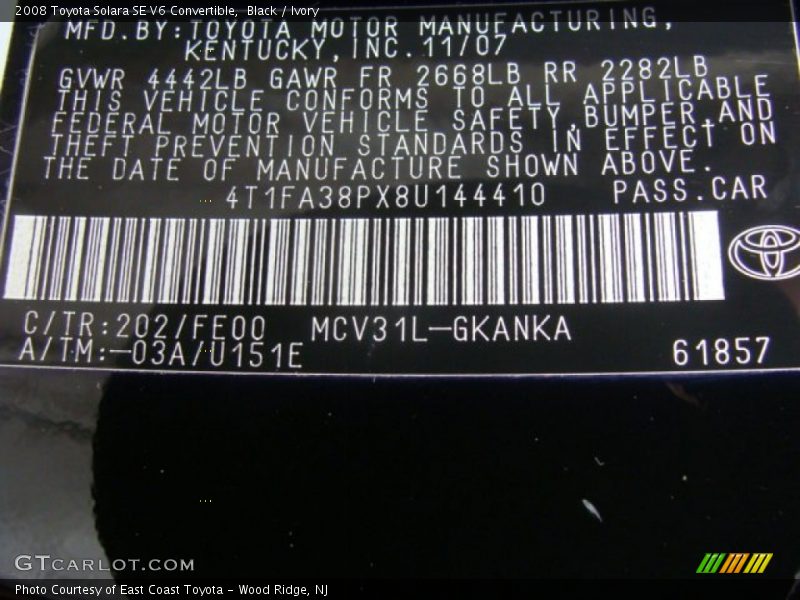 2008 Toyota Solara SE V6 Convertible, Black / Ivory
MFD.BY:TOYOTA MOTOR MANUFACTURING,
KENTUCKY,INC.11/07
GVWR 4442LB GAWR FR 2668LB RR 2282LB
THIS VEHICLE CONFORMS TO ALL APPLICABLE
FEDERAL MOTOR VEHICLE SAFETY,BUMPER,AND
THEFT PREVENTION STANDARDS IN EFFECT ON
THE DATE OF MANUFACTURE SHOWN ABOVE.
4T1FA38PX8U144410 PASS.CAR
C/TR:202/FE00 MCV31L-GKANKA
A/TM:-03A/U151E
61857
GTCARLOT.COM
Photo Courtesy of East Coast Toyota - Wood Ridge, NJ